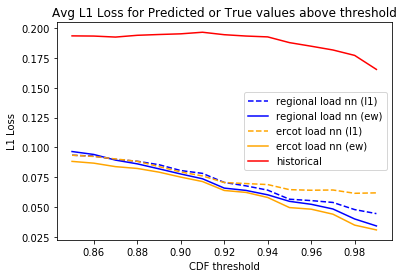 Avg L1 Loss for Predicted or True values above threshold
0.200
0.175
0.150
0.125
0.100
0.075
0.050
0.025
L1 Loss
regional load nn (l1)
regional load nn (ew)
ercot load nn (l1)
ercot load nn (ew)
historical
0.86
0.88
0.90
0.92
0.94
0.96
0.98
CDF threshold